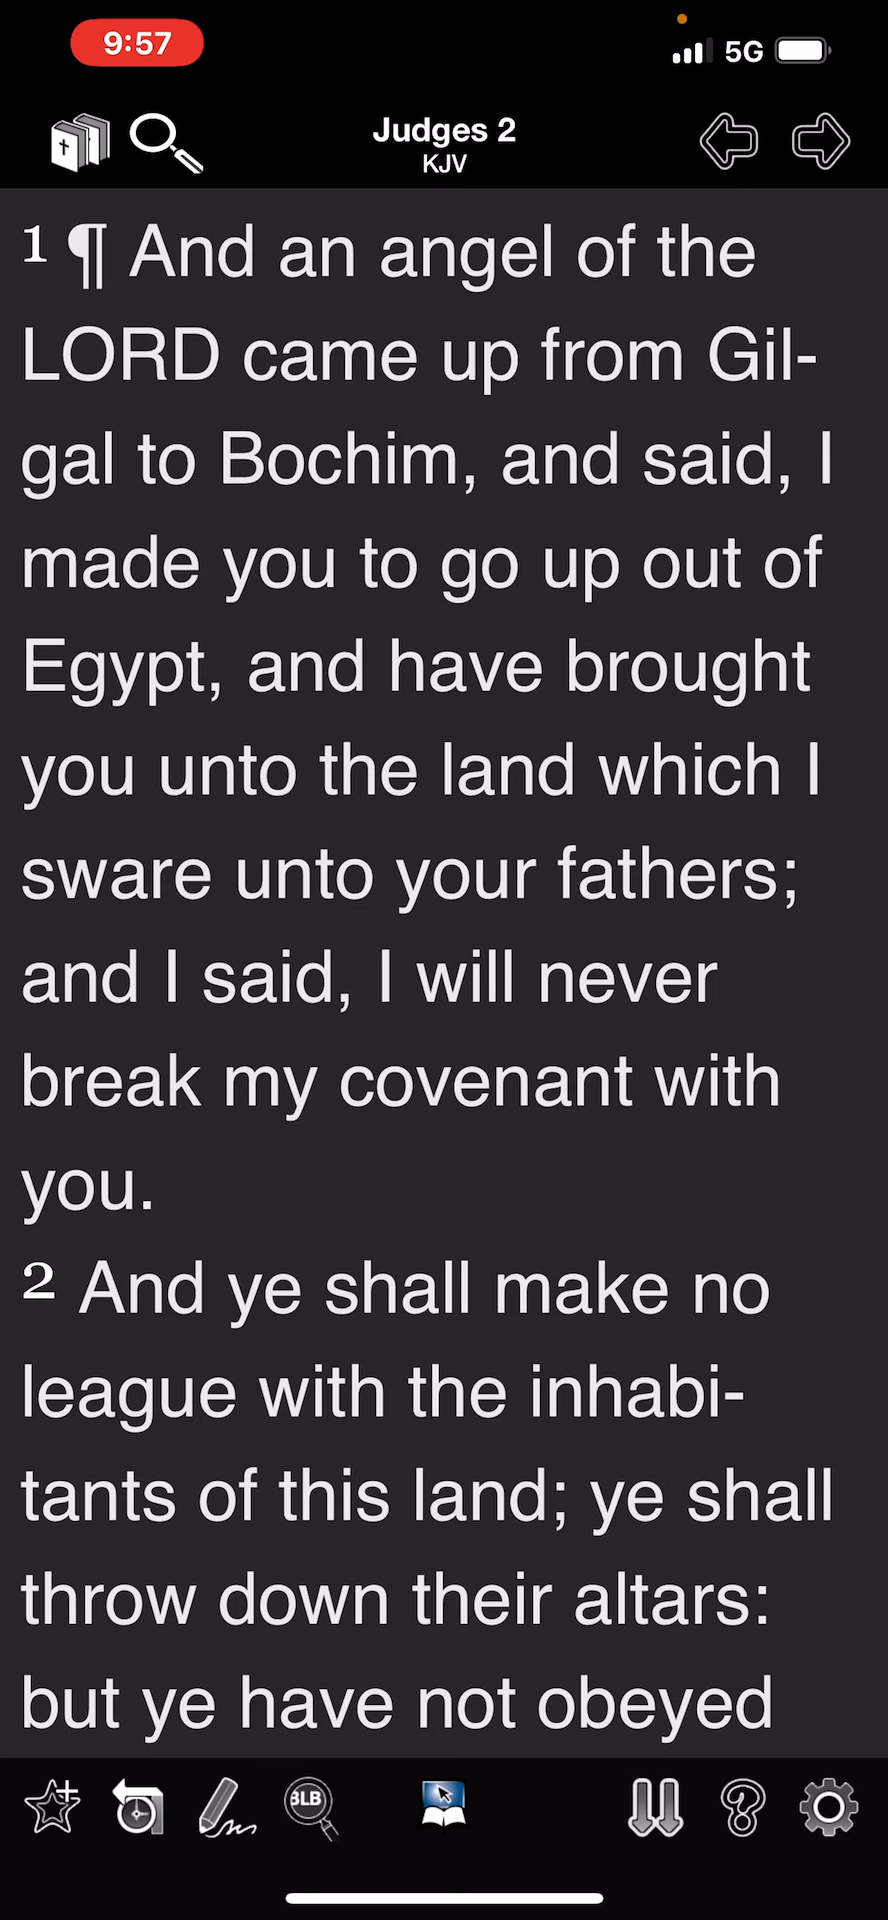 9:57
5G
Judges 2
KJV
1 ¶ And an angel of the
LORD came up from Gil-
gal to Bochim, and said, I
made you to go up out of
Egypt, and have brought
you unto the land which I
sware unto your fathers;
and I said, I will never
break my covenant with
you.
2 And ye shall make no
league with the inhabi-
tants of this land; ye shall
throw down their altars:
but ye have not obeyed
BLB